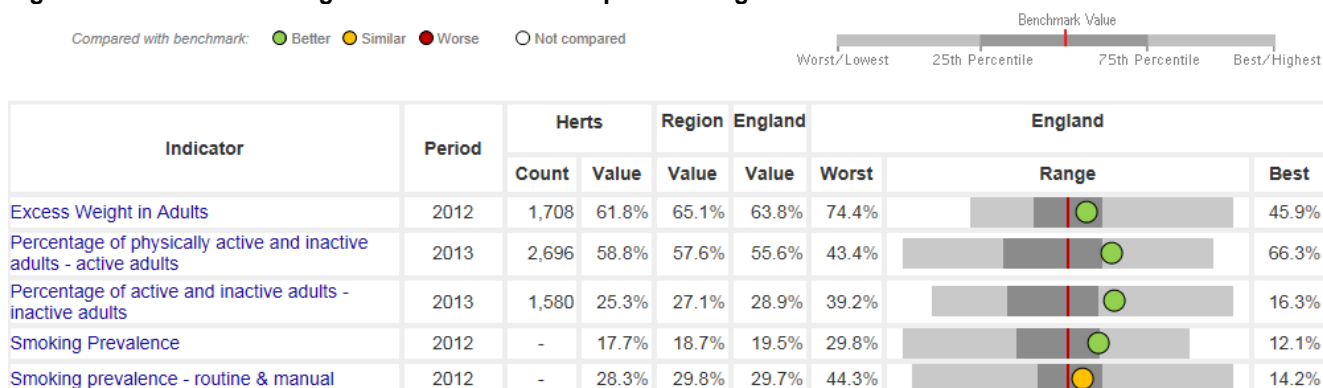 Benchmark Value
Compared with benchmark: Better Similar Worse Not compared
Worst/Lowest 25th Percentile 75th Percentile Best/Highest
Indicator Period Herts Region England England
Count Value Value Value Worst Range Best
Excess Weight in Adults 2012 1,708 61.8% 65.1% 63.8% 74.4% 45.9%
Percentage of physically active and inactive
adults - active adults 2013 2,696 58.8% 57.6% 55.6% 43.4% 66.3%
Percentage of active and inactive adults -
inactive adults 2013 1,580 25.3% 27.1% 28.9% 39.2% 16.3%
Smoking Prevalence 2012 - 17.7% 18.7% 19.5% 29.8% 12.1%
Smoking prevalence - routine & manual 2012 - 28.3% 29.8% 29.7% 44.3% 14.2%